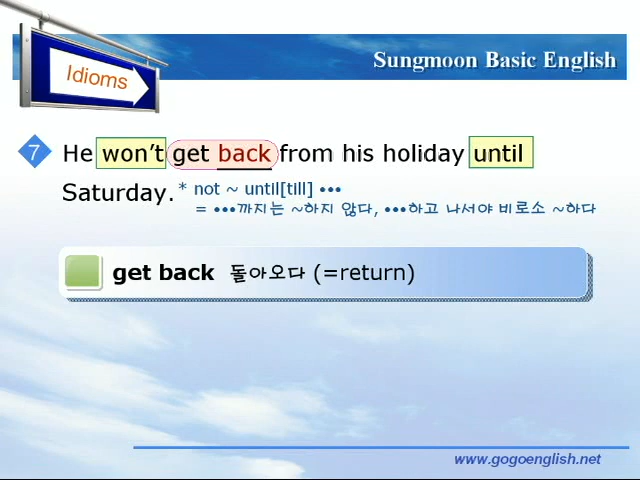 Idioms
Sungmoon Basic English
7 He won't get back from his holiday until
Saturday. * not ~ until[till] •••
= •••까지는 ~하지 않다, •••하고 나서야 비로소 ~하다
get back 돌아오다 (=return)
www.gogoenglish.net